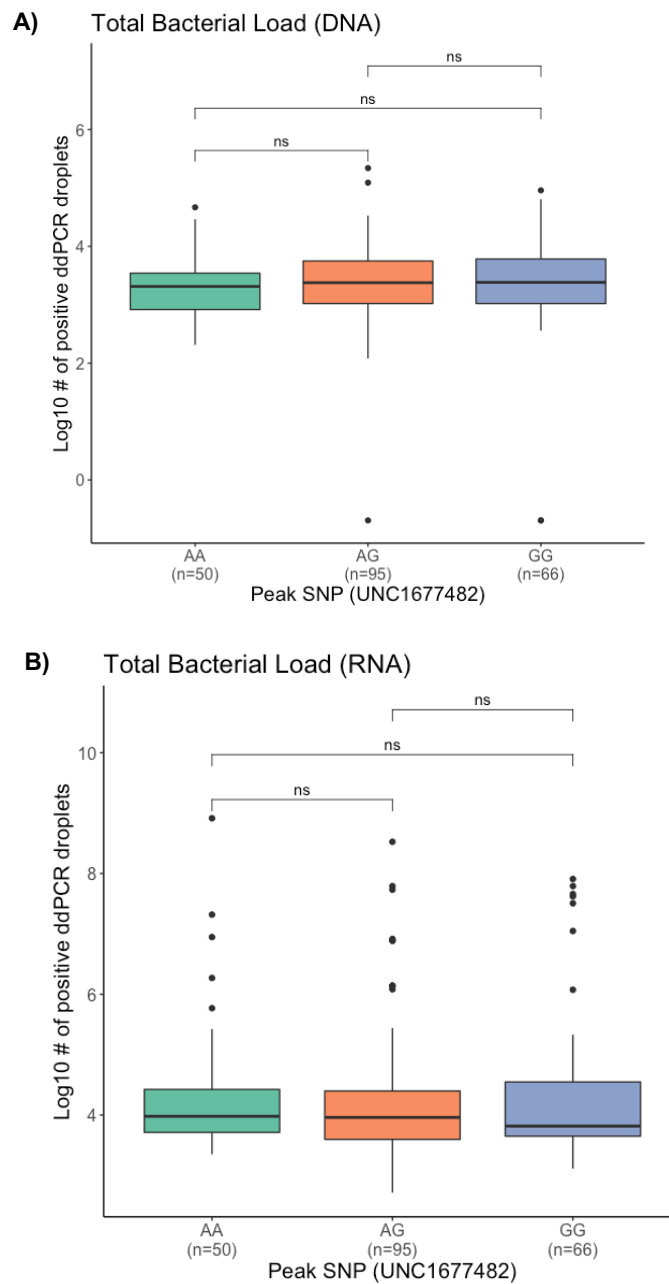 A)
Total Bacterial Load (DNA)
ns
ns
ns
6
4
2
0
Log10 # of positive ddPCR droplets
AA AG GG
(n=50) (n=95) (n=66)
Peak SNP (UNC1677482)
B)
Total Bacterial Load (RNA)
ns
ns
ns
10
8
6
4
Log10 # of positive ddPCR droplets
AA AG GG
(n=50) (n=95) (n=66)
Peak SNP (UNC1677482)